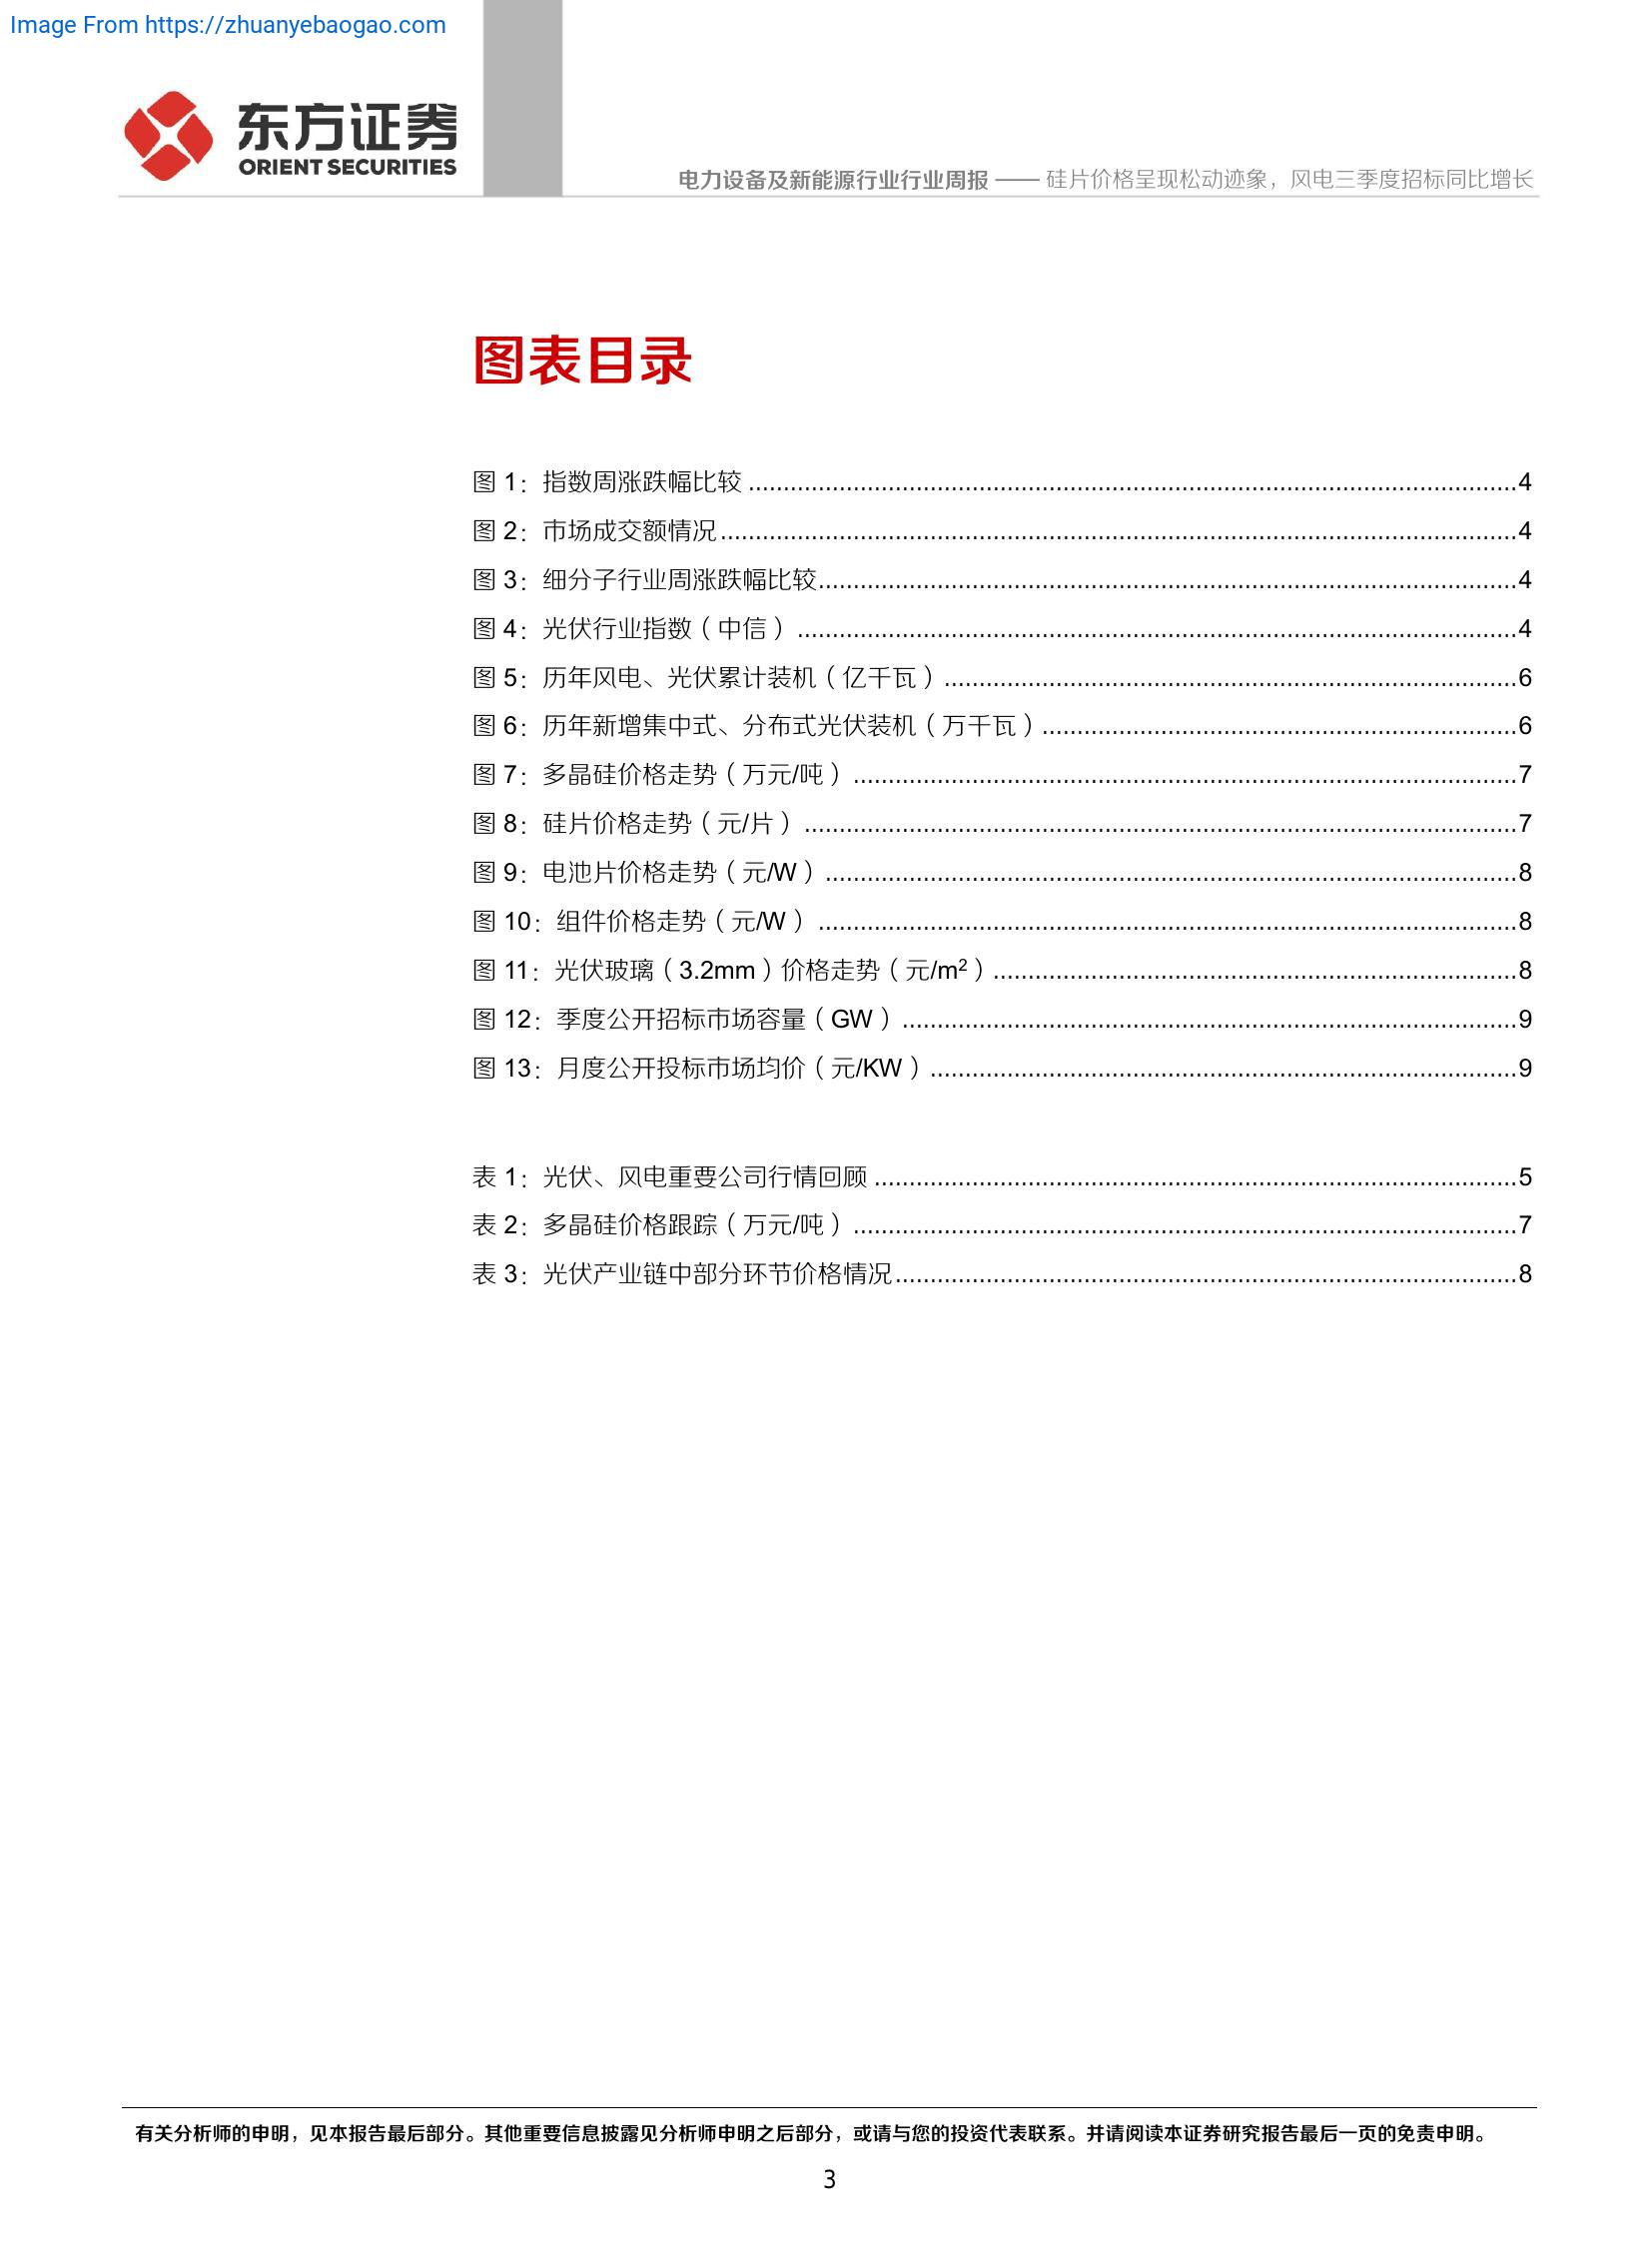 Image From https://zhuanyebaogao.com
东方证券
ORIENT SECURITIES
电力设备及新能源行业行业周报 —— 硅片价格呈现松动迹象，风电三季度招标同比增长
图表目录
图 1：指数周涨跌幅比较 ................................................................ 4
图 2：市场成交额情况 ................................................................ 4
图 3：细分子行业周涨跌幅比较 ................................................................ 4
图 4：光伏行业指数（中信） ................................................................ 4
图 5：历年风电、光伏累计装机（亿千瓦） ................................................................ 6
图 6：历年新增集中式、分布式光伏装机（万千瓦） ................................................................ 6
图 7：多晶硅价格走势（万元/吨） ................................................................ 7
图 8：硅片价格走势（元/片） ................................................................ 7
图 9：电池片价格走势（元/W） ................................................................ 8
图 10：组件价格走势（元/W） ................................................................ 8
图 11：光伏玻璃（3.2mm）价格走势（元/m²） ................................................................ 8
图 12：季度公开招标市场容量（GW） ................................................................ 9
图 13：月度公开投标市场均价（元/KW） ................................................................ 9
表 1：光伏、风电重要公司行情回顾 ................................................................ 5
表 2：多晶硅价格跟踪（万元/吨） ................................................................ 7
表 3：光伏产业链中部分环节价格情况 ................................................................ 8
有关分析师的申明，见本报告最后部分。其他重要信息披露见分析师申明之后部分，或请与您的投资代表联系。并请阅读本证券研究报告最后一页的免责申明。
3